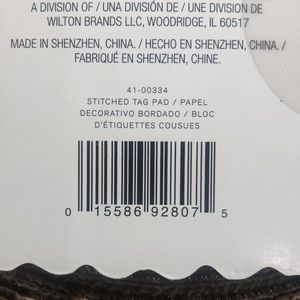 A DIVISION OF / UNA DIVISIÓN DE / UNE DIVISION DE
WILTON BRANDS LLC, WOODRIDGE, IL 60517
MADE IN SHENZHEN, CHINA. / HECHO EN SHENZHEN, CHINA. /
FABRIQUÉ EN SHENZHEN, CHINE.
41-00334
STITCHED TAG PAD / PAPEL
DECORATIVO BORDADO / BLOC
D'ÉTIQUETTES COUSUES
0 15586 92807 5